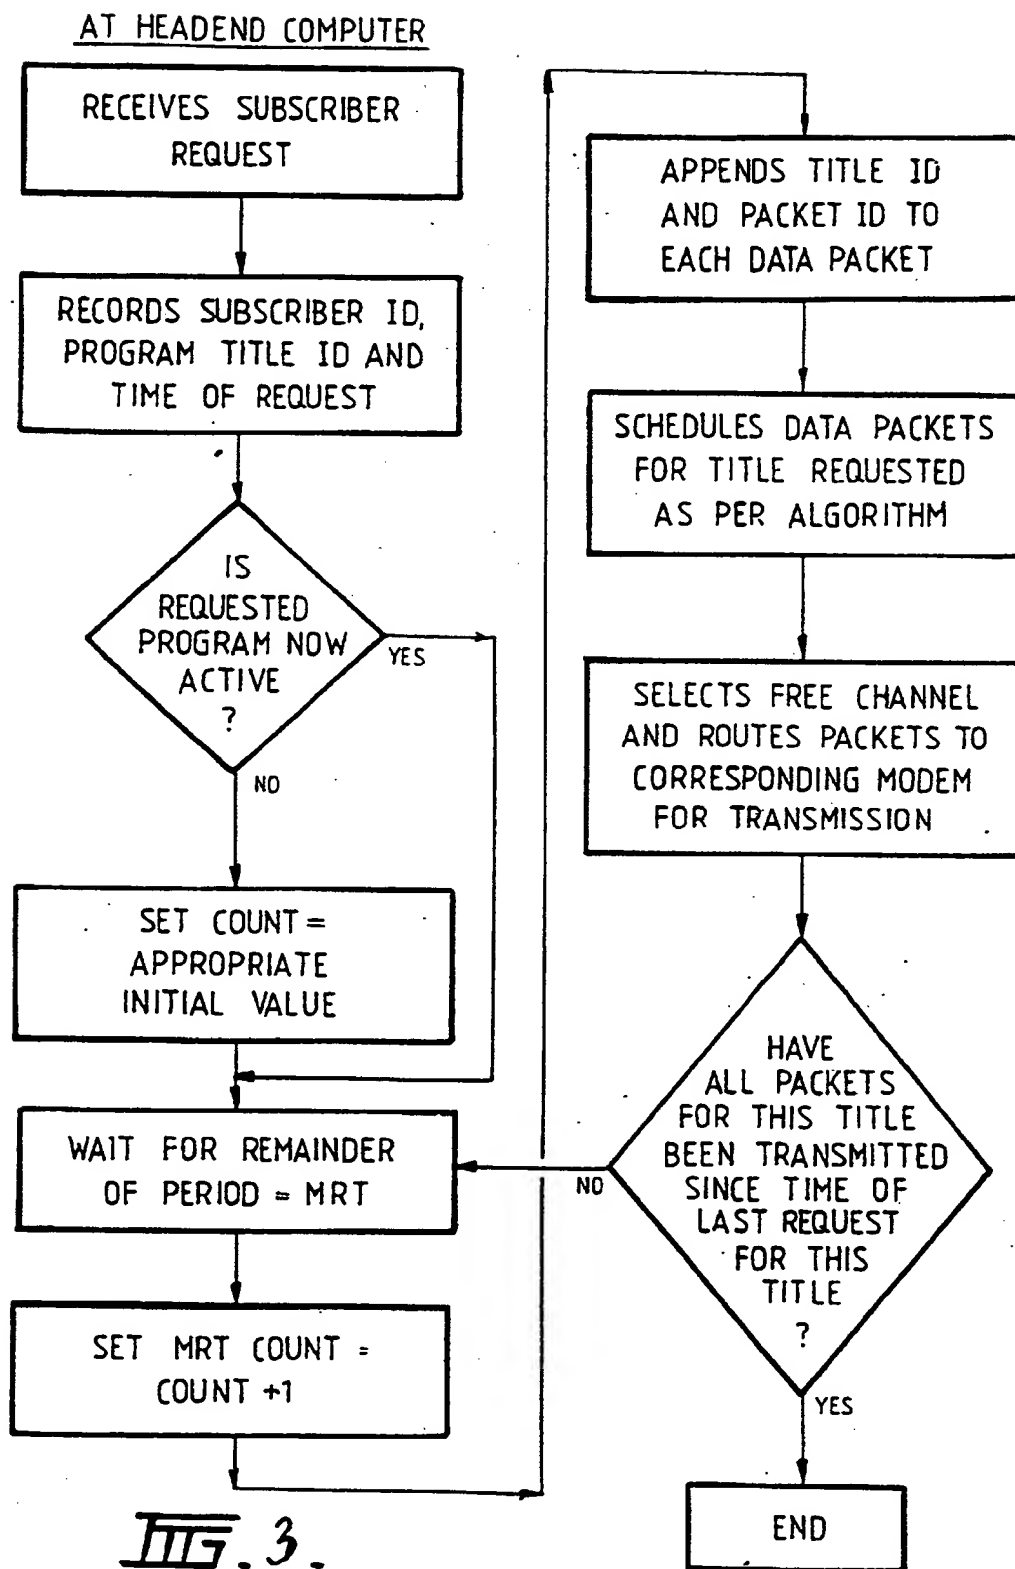 AT HEADEND COMPUTER
RECEIVES SUBSCRIBER
REQUEST
RECORDS SUBSCRIBER ID,
PROGRAM TITLE ID AND
TIME OF REQUEST
IS
REQUESTED
PROGRAM NOW
ACTIVE
?
YES
NO
SET COUNT =
APPROPRIATE
INITIAL VALUE
WAIT FOR REMAINDER
OF PERIOD = MRT
SET MRT COUNT =
COUNT +1
APPENDS TITLE ID
AND PACKET ID TO
EACH DATA PACKET
SCHEDULES DATA PACKETS
FOR TITLE REQUESTED
AS PER ALGORITHM
SELECTS FREE CHANNEL
AND ROUTES PACKETS TO
CORRESPONDING MODEM
FOR TRANSMISSION
HAVE
ALL PACKETS
FOR THIS TITLE
BEEN TRANSMITTED
SINCE TIME OF
LAST REQUEST
FOR THIS
TITLE
?
NO
YES
END
FIG. 3.